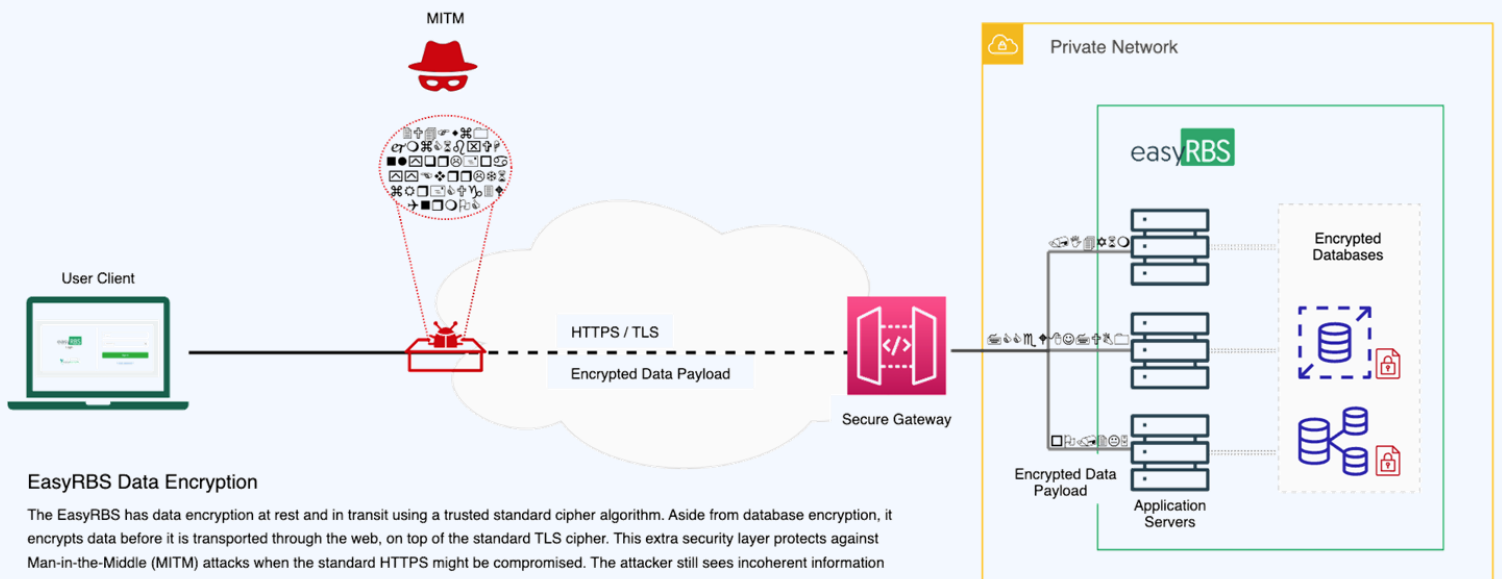 MITM
Private Network
easyRBS
User Client
Encrypted
Databases
HTTPS / TLS
Encrypted Data Payload
Secure Gateway
Encrypted Data
Payload
Application
Servers
EasyRBS Data Encryption
The EasyRBS has data encryption at rest and in transit using a trusted standard cipher algorithm. Aside from database encryption, it
encrypts data before it is transported through the web, on top of the standard TLS cipher. This extra security layer protects against
Man-in-the-Middle (MITM) attacks when the standard HTTPS might be compromised. The attacker still sees incoherent information